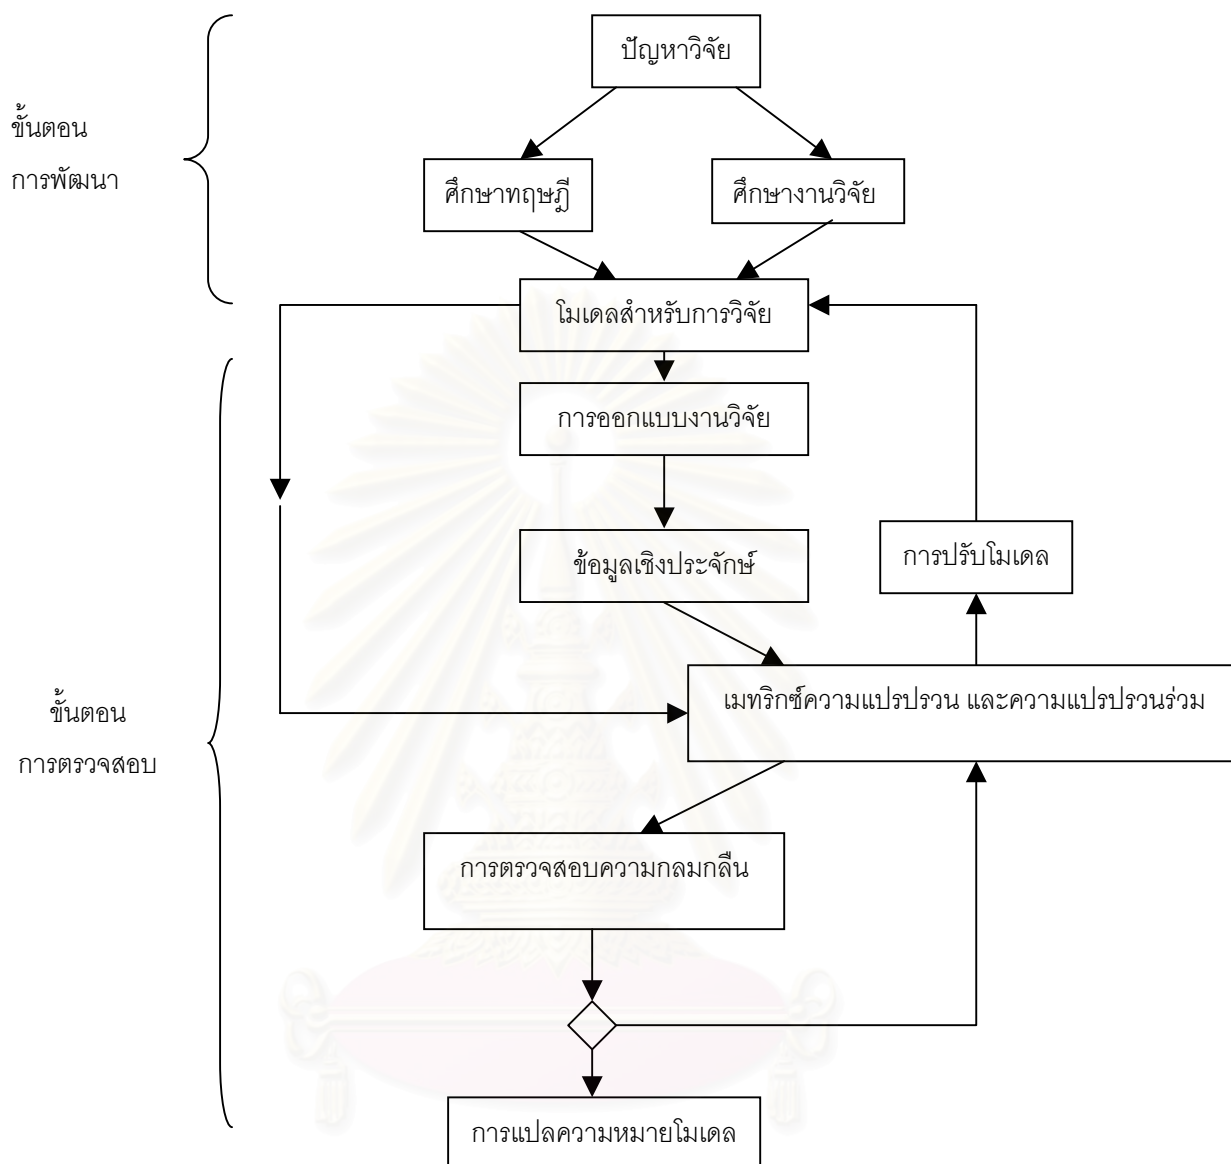 ปัญหาวิจัย
ขั้นตอน
การพัฒนา
ศึกษาทฤษฎี
ศึกษางานวิจัย
โมเดลสำหรับการวิจัย
การออกแบบงานวิจัย
ข้อมูลเชิงประจักษ์
การปรับโมเดล
เมทริกซ์ความแปรปรวน และความแปรปรวนร่วม
ขั้นตอน
การตรวจสอบ
การตรวจสอบความกลมกลืน
การแปลความหมายโมเดล